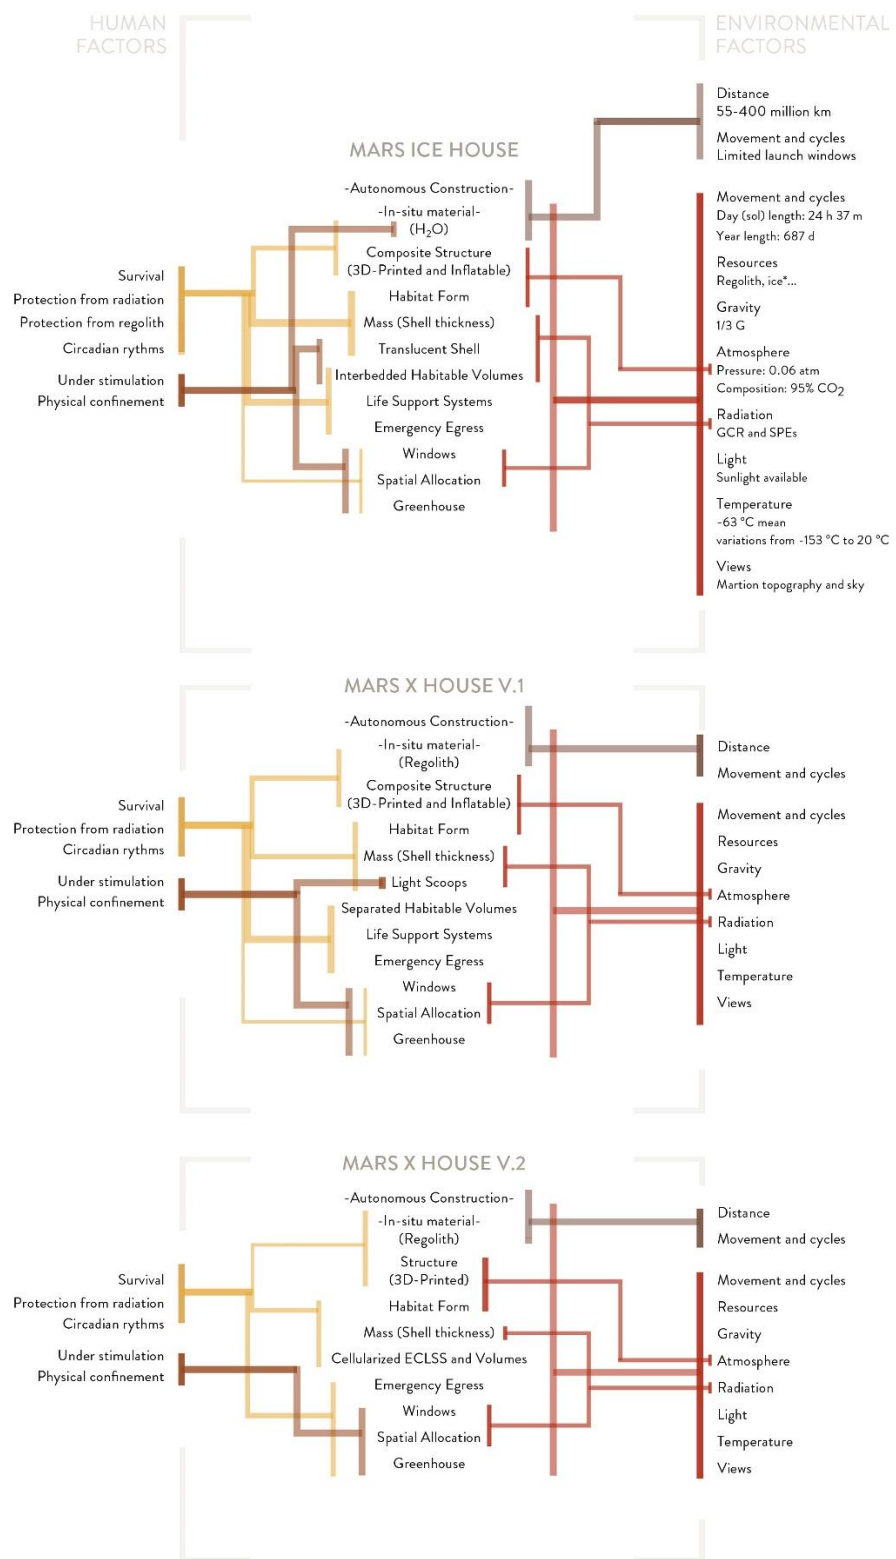 HUMAN
FACTORS
ENVIRONMENTAL
FACTORS
MARS ICE HOUSE
Survival
Protection from radiation
Protection from regolith
Circadian rythms
Under stimulation
Physical confinement
-Autonomous Construction-
-In-situ material-
(H2O)
Composite Structure
(3D-Printed and Inflatable)
Habitat Form
Mass (Shell thickness)
Translucent Shell
Interbedded Habitable Volumes
Life Support Systems
Emergency Egress
Windows
Spatial Allocation
Greenhouse
Distance
55-400 million km
Movement and cycles
Limited launch windows
Movement and cycles
Day (sol) length: 24 h 37 m
Year length: 687 d
Resources
Regolith, ice*...
Gravity
1/3 G
Atmosphere
Pressure: 0.06 atm
Composition: 95% CO2
Radiation
GCR and SPEs
Light
Sunlight available
Temperature
-63 °C mean
variations from -153 °C to 20 °C
Views
Martion topography and sky
MARS X HOUSE V.1
Survival
Protection from radiation
Circadian rythms
Under stimulation
Physical confinement
-Autonomous Construction-
-In-situ material-
(Regolith)
Composite Structure
(3D-Printed and Inflatable)
Habitat Form
Mass (Shell thickness)
Light Scoops
Separated Habitable Volumes
Life Support Systems
Emergency Egress
Windows
Spatial Allocation
Greenhouse
Distance
Movement and cycles
Movement and cycles
Resources
Gravity
Atmosphere
Radiation
Light
Temperature
Views
MARS X HOUSE V.2
Survival
Protection from radiation
Circadian rythms
Under stimulation
Physical confinement
-Autonomous Construction-
-In-situ material-
(Regolith)
Structure
(3D-Printed)
Habitat Form
Mass (Shell thickness)
Cellularized ECLSS and Volumes
Emergency Egress
Windows
Spatial Allocation
Greenhouse
Distance
Movement and cycles
Movement and cycles
Resources
Gravity
Atmosphere
Radiation
Light
Temperature
Views